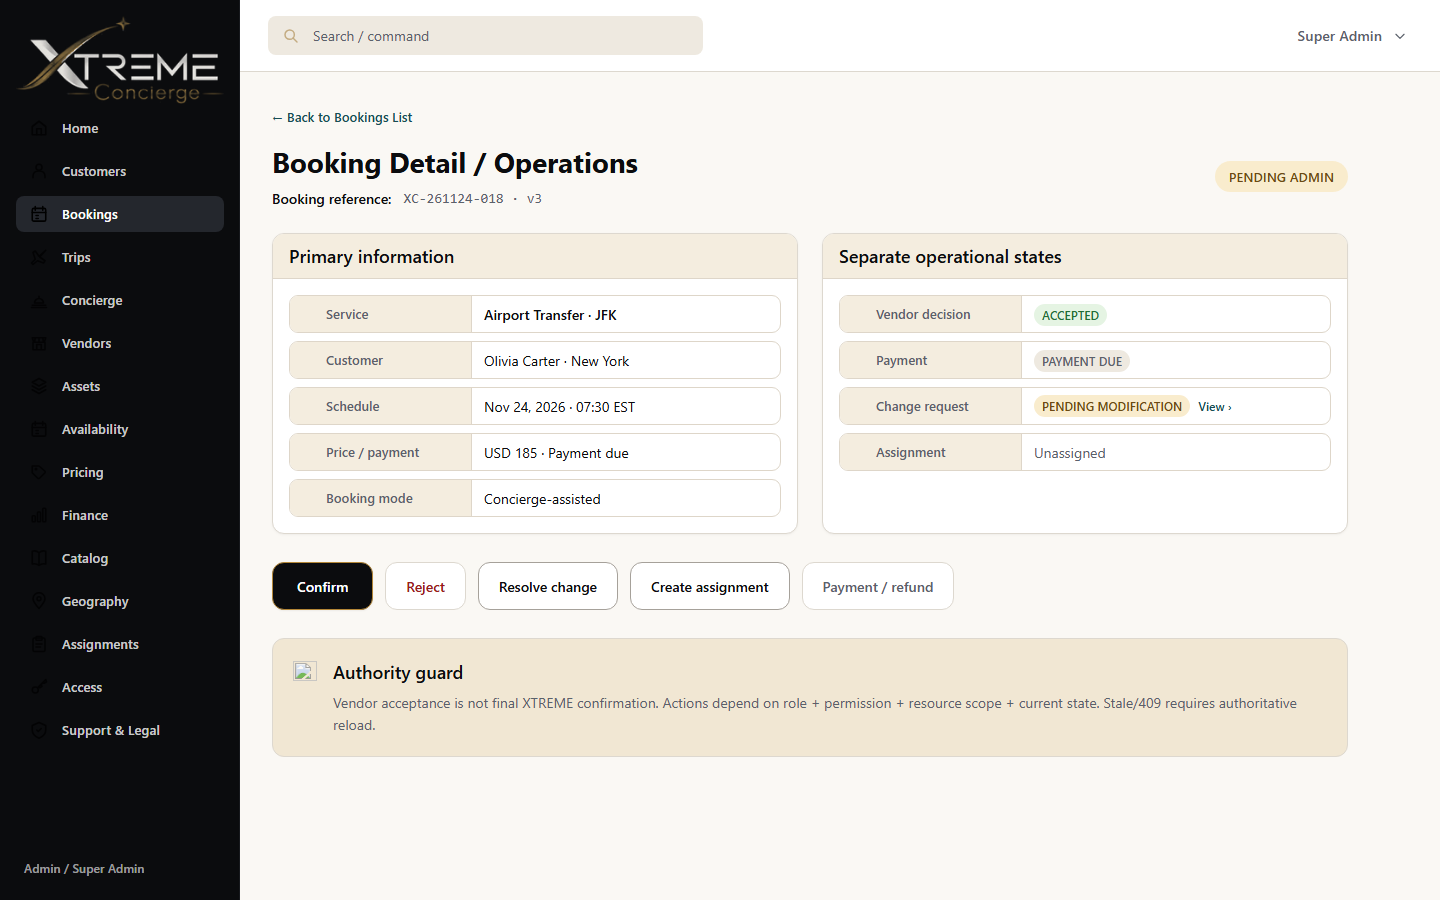 XTREME
Concierge
Home
Customers
Bookings
Trips
Concierge
Vendors
Assets
Availability
Pricing
Finance
Catalog
Geography
Assignments
Access
Support & Legal
Admin / Super Admin
Search / command
Super Admin
← Back to Bookings List
Booking Detail / Operations
Booking reference: XC-261124-018 · v3
PENDING ADMIN
Primary information
Service Airport Transfer · JFK
Customer Olivia Carter · New York
Schedule Nov 24, 2026 · 07:30 EST
Price / payment USD 185 · Payment due
Booking mode Concierge-assisted
Separate operational states
Vendor decision ACCEPTED
Payment PAYMENT DUE
Change request PENDING MODIFICATION View ›
Assignment Unassigned
Confirm Reject Resolve change Create assignment Payment / refund
Authority guard
Vendor acceptance is not final XTREME confirmation. Actions depend on role + permission + resource scope + current state. Stale/409 requires authoritative
reload.